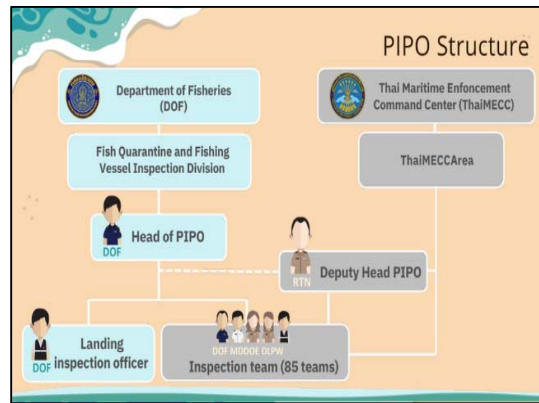 PIPO Structure
Department of Fisheries
(DOF)
Thai Maritime Enfoncement
Command Center (ThaiMECC)
Fish Quarantine and Fishing
Vessel Inspection Division
ThaiMECCArea
Head of PIPO
DOF
Deputy Head PIPO
RTN
Landing
inspection officer
DOF
DOF MDDOE DLPW
Inspection team (85 teams)